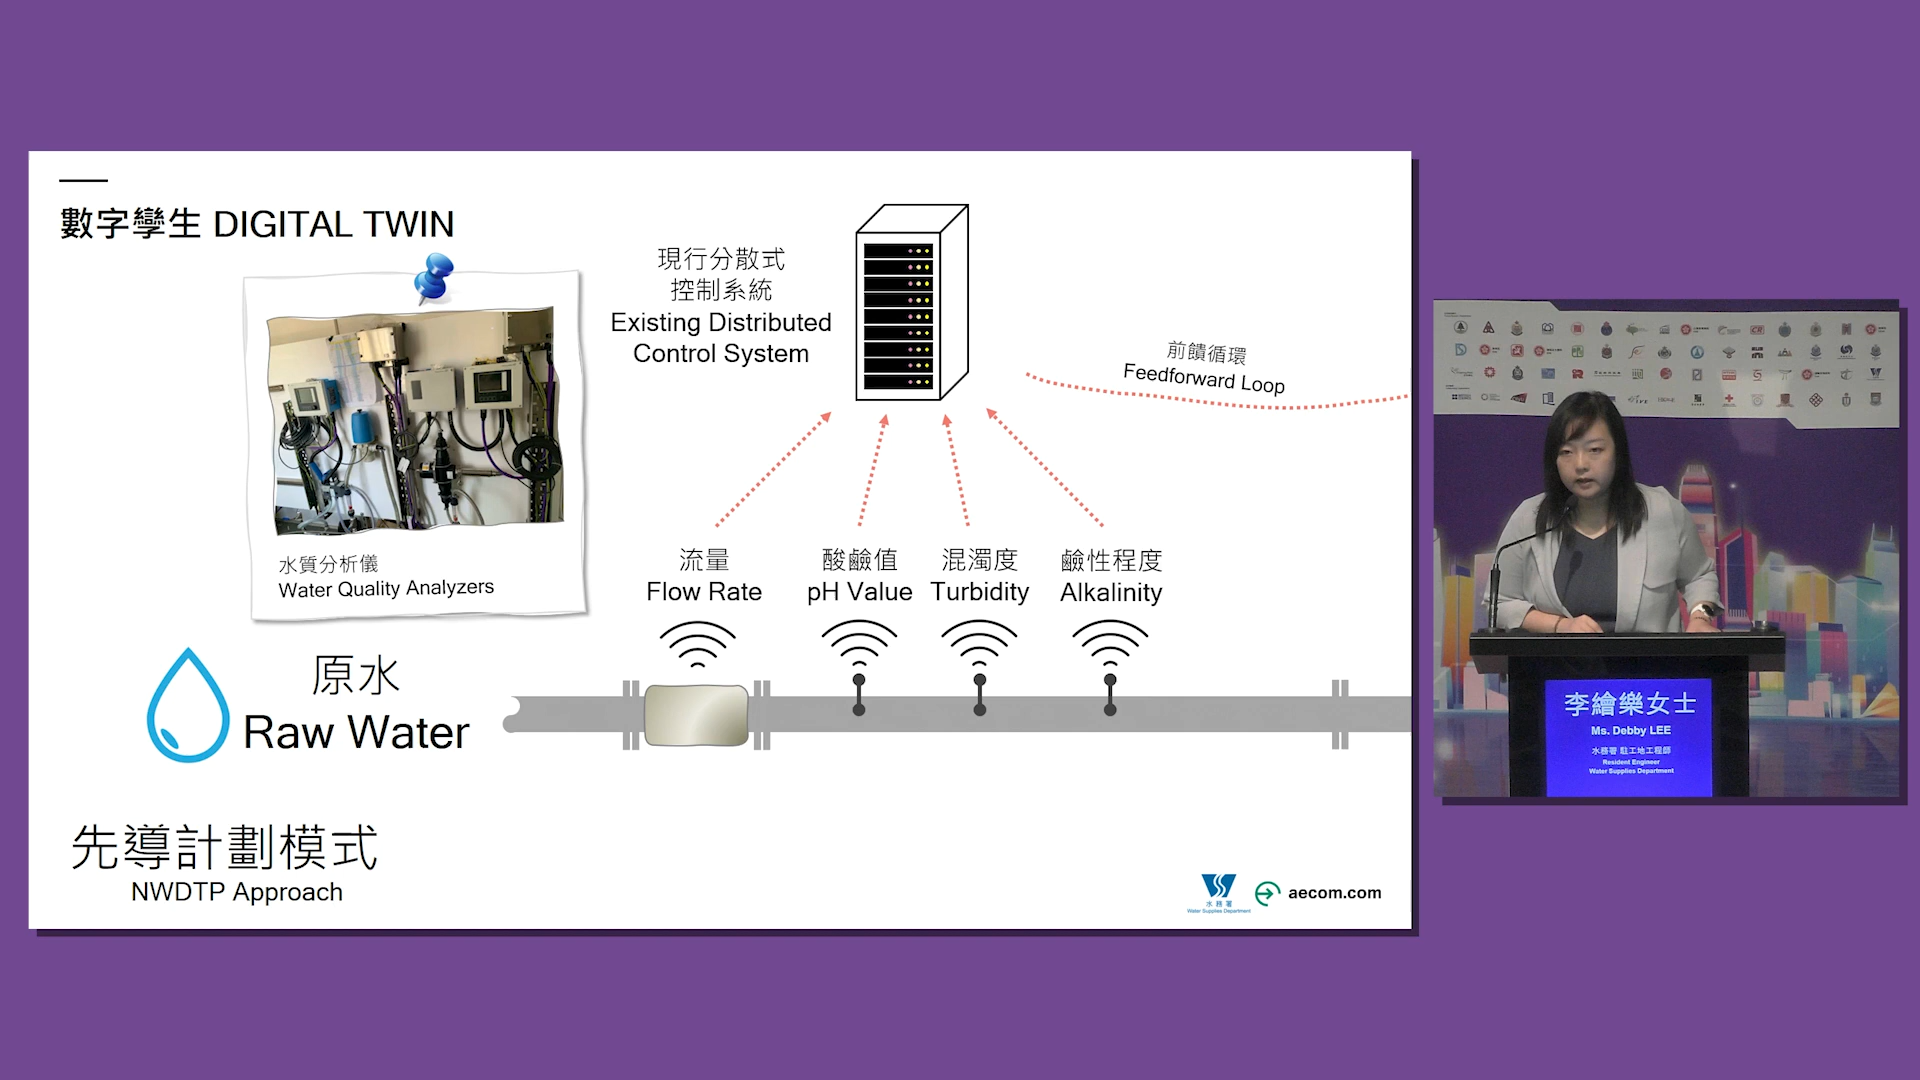 數字孿生 DIGITAL TWIN
現行分散式
控制系統
Existing Distributed
Control System
前饋循環
Feedforward Loop
水質分析儀
Water Quality Analyzers
流量
Flow Rate
酸鹼值
pH Value
混濁度
Turbidity
鹼性程度
Alkalinity
原水
Raw Water
先導計劃模式
NWDTP Approach
水務署
Water Supplies Department
aecom.com
李繪樂女士
Ms. Debby LEE
水務署 駐工地工程師
Resident Engineer
Water Supplies Department